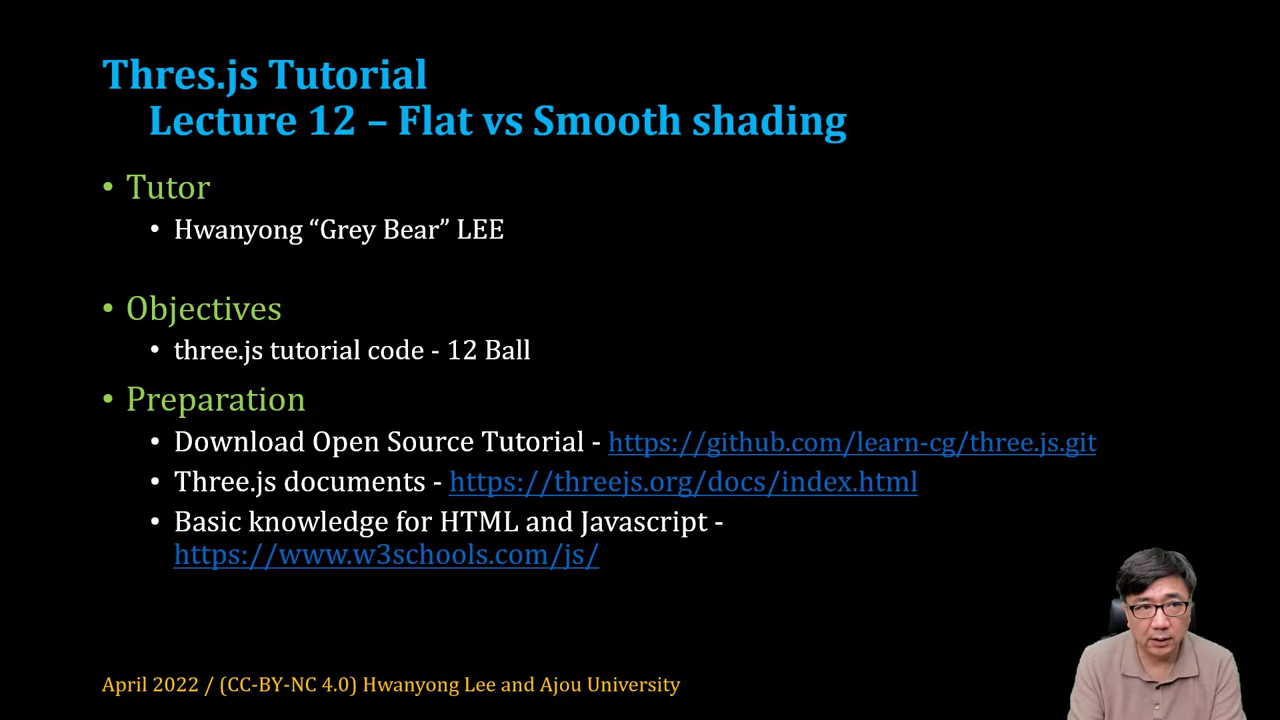 Thres.js Tutorial
Lecture 12 – Flat vs Smooth shading
• Tutor
• Hwanyong “Grey Bear” LEE
• Objectives
• three.js tutorial code - 12 Ball
• Preparation
• Download Open Source Tutorial - https://github.com/learn-cg/three.js.git
• Three.js documents - https://threejs.org/docs/index.html
• Basic knowledge for HTML and Javascript -
https://www.w3schools.com/js/
April 2022 / (CC-BY-NC 4.0) Hwanyong Lee and Ajou University